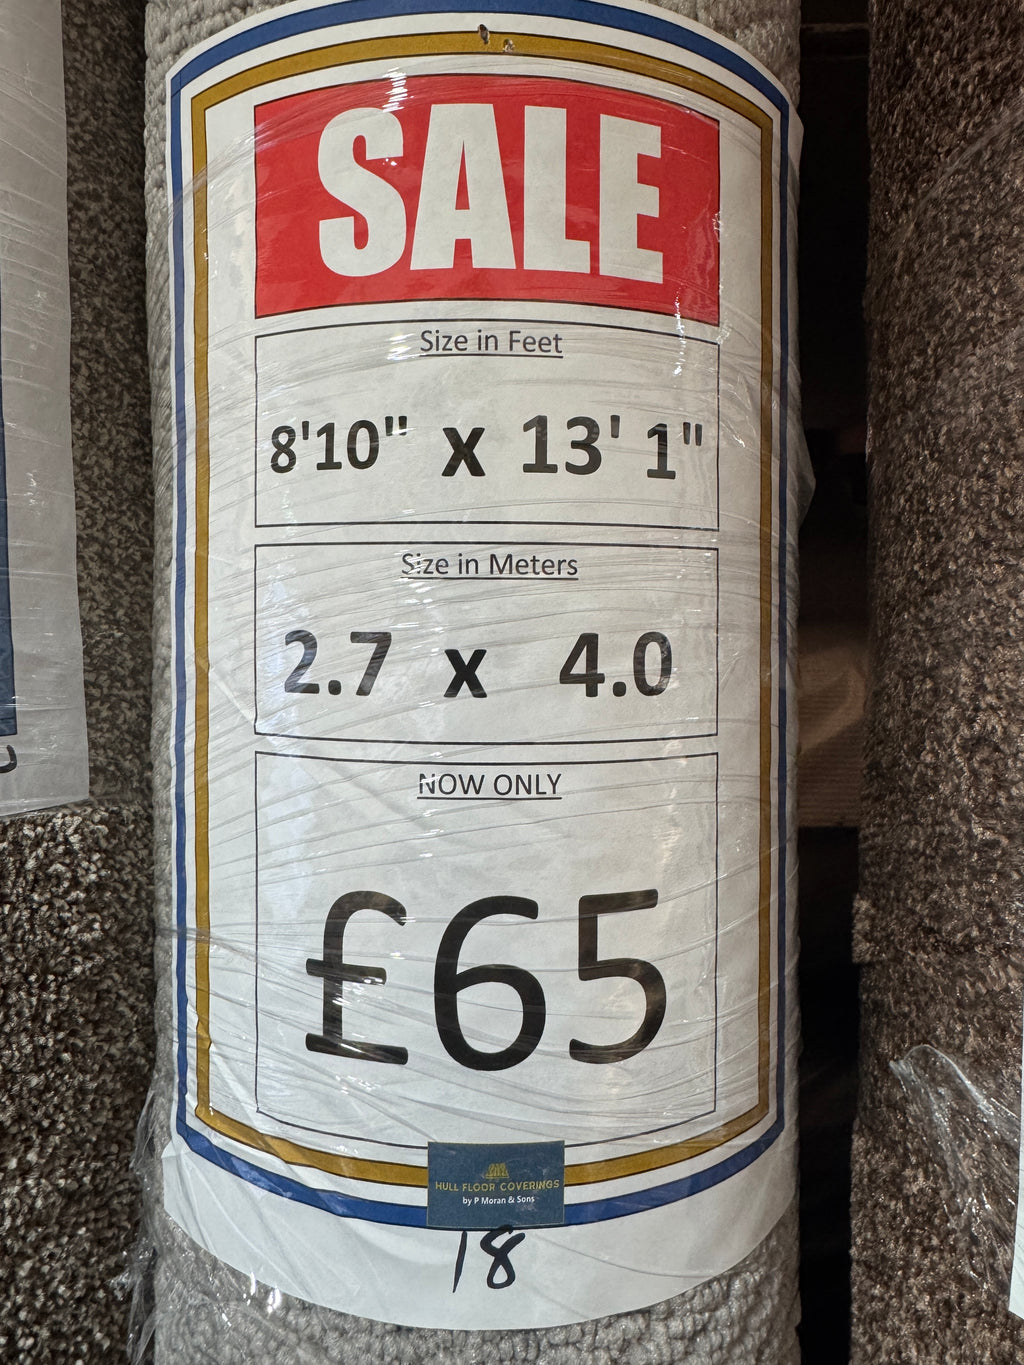 SALE
Size in Feet
8'10" x 13' 1"
Size in Meters
2.7 x 4.0
NOW ONLY
£65
HULL FLOOR COVERINGS
by P Moran & Sons
18